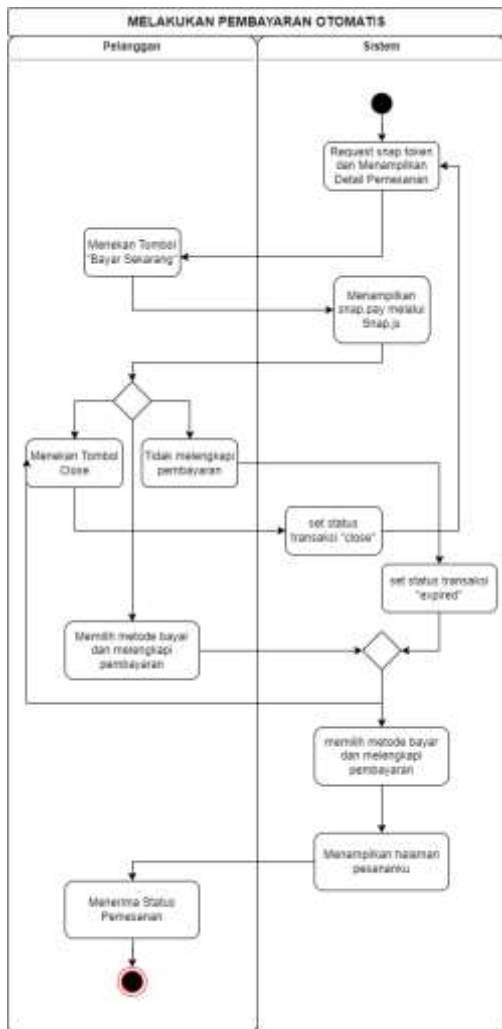 MELAKUKAN PEMBAYARAN OTOMATIS
Pelanggan
Sistem
Request snap token
dan Menampilkan
Detail Pemesanan
Menekan Tombol
"Bayar Sekarang"
Menampilkan
snap.pay melalui
Snap.js
Menekan Tombol
Close
Tidak melengkapi
pembayaran
set status
transaksi "close"
set status transaksi
"expired"
Memilih metode bayar
dan melengkapi
pembayaran
memilih metode bayar
dan melengkapi
pembayaran
Menampilkan halaman
pesananku
Menerima Status
Pemesanan